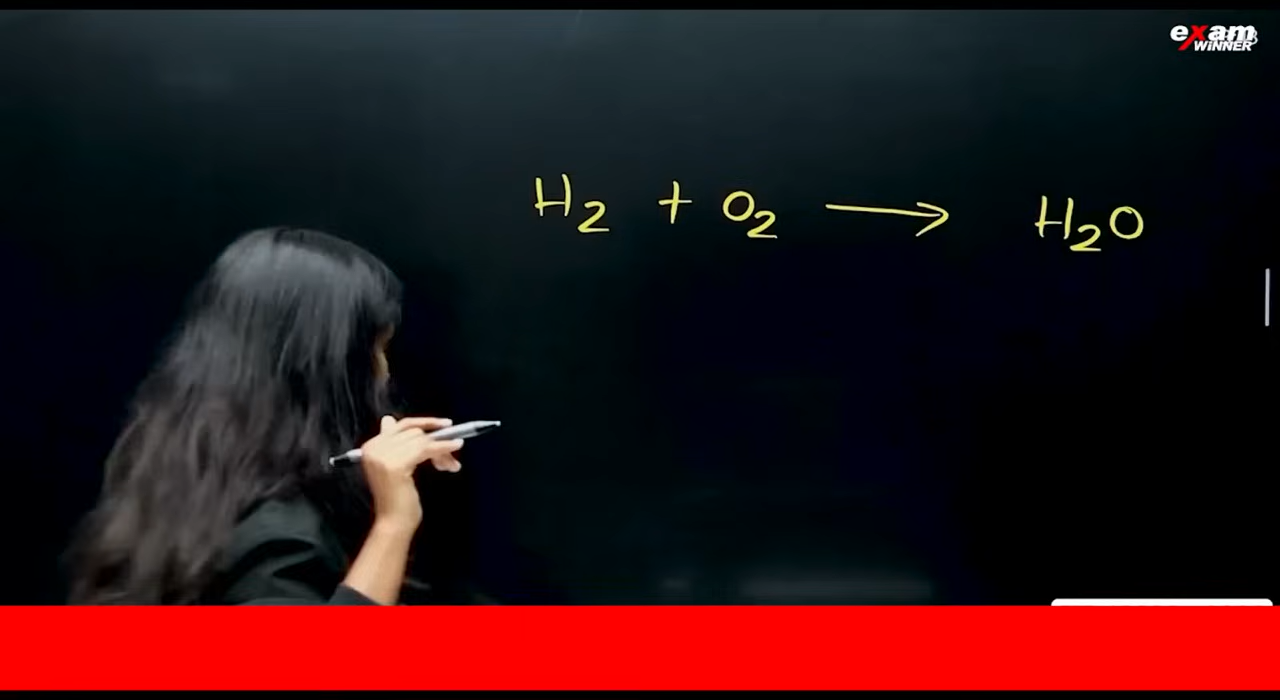 exam
WINNER
H₂ + O₂ → H₂O